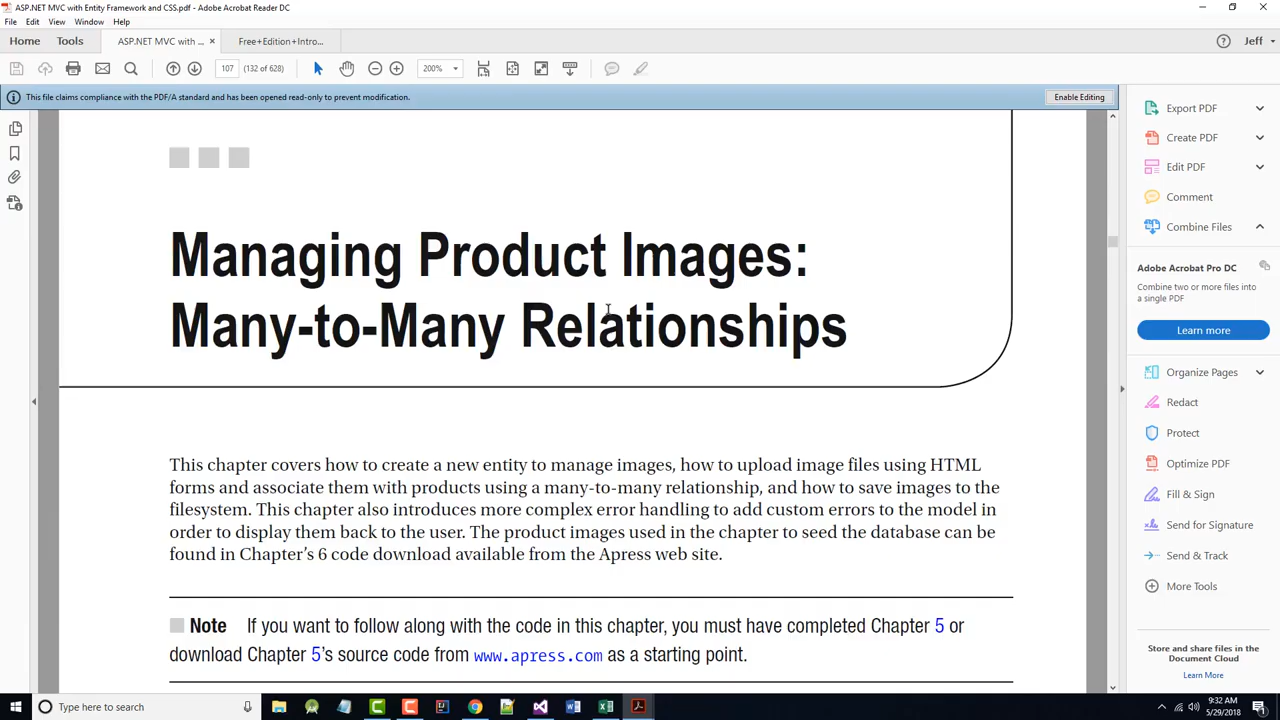 ASP.NET MVC with Entity Framework and CSS.pdf - Adobe Acrobat Reader DC
File Edit View Window Help
Home Tools ASP.NET MVC with ... × Free+Edition+Intro... Jeff
107 (132 of 628) 200%
This file claims compliance with the PDF/A standard and has been opened read-only to prevent modification. Enable Editing
Managing Product Images:
Many-to-Many Relationships
This chapter covers how to create a new entity to manage images, how to upload image files using HTML
forms and associate them with products using a many-to-many relationship, and how to save images to the
filesystem. This chapter also introduces more complex error handling to add custom errors to the model in
order to display them back to the user. The product images used in the chapter to seed the database can be
found in Chapter's 6 code download available from the Apress web site.
Note If you want to follow along with the code in this chapter, you must have completed Chapter 5 or
download Chapter 5's source code from www.apress.com as a starting point.
Export PDF
Create PDF
Edit PDF
Comment
Combine Files
Adobe Acrobat Pro DC
Combine two or more files into
a single PDF
Learn more
Organize Pages
Redact
Protect
Optimize PDF
Fill & Sign
Send for Signature
Send & Track
More Tools
Store and share files in the
Document Cloud
Learn More
Type here to search
9:32 AM
5/29/2018